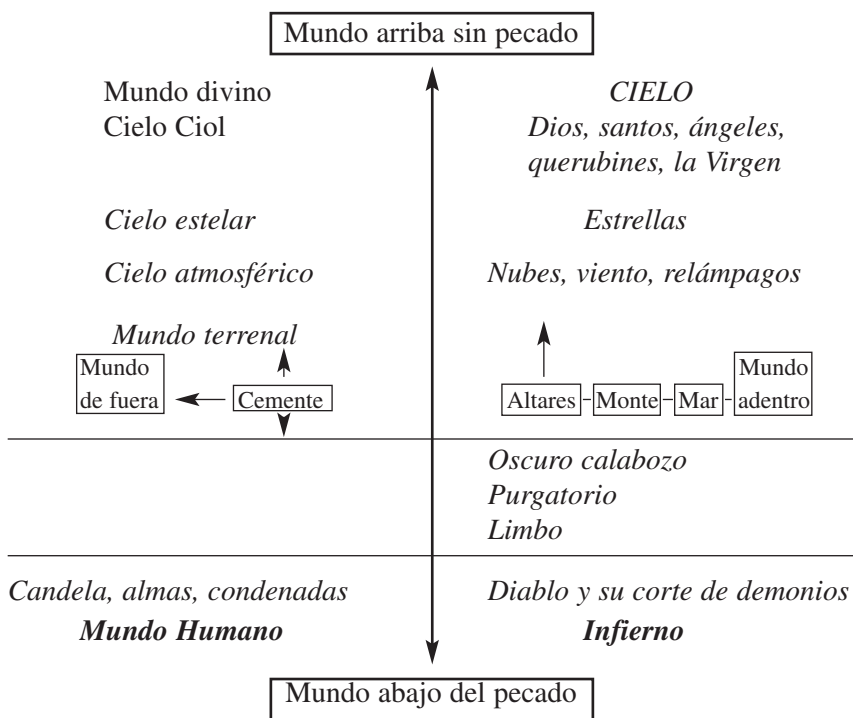 Mundo arriba sin pecado
Mundo divino
Cielo Ciol
CIELO
Dios, santos, ángeles,
querubines, la Virgen
Cielo estelar
Estrellas
Cielo atmosférico
Nubes, viento, relámpagos
Mundo terrenal
Mundo
de fuera
Cemente
Altares
Monte
Mar
Mundo
adentro
Oscuro calabozo
Purgatorio
Limbo
Candela, almas, condenadas
Diablo y su corte de demonios
Mundo Humano
Infierno
Mundo abajo del pecado